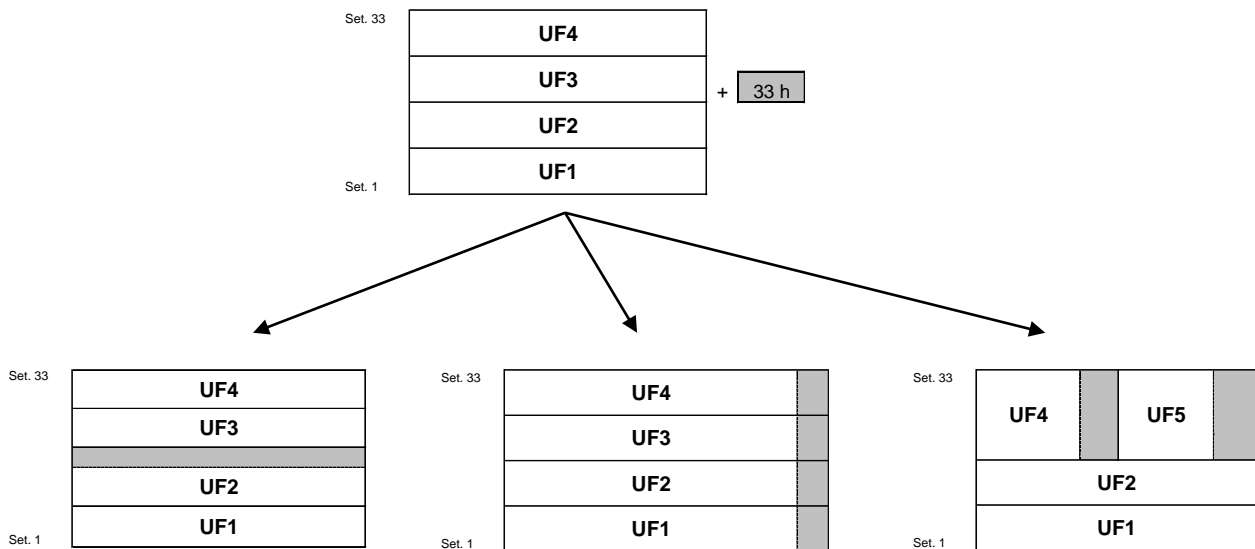 Set. 33
UF4
UF3
+ 33 h
UF2
UF1
Set. 1
Set. 33
UF4
UF3
UF2
UF1
Set. 1
Set. 33
UF4
UF3
UF2
UF1
Set. 1
Set. 33
UF4 UF5
UF2
UF1
Set. 1